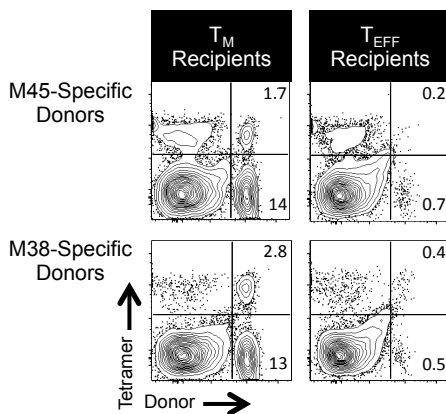 T_M
Recipients
T_EFF
Recipients
M45-Specific
Donors
1.7
14
0.2
0.7
M38-Specific
Donors
2.8
13
0.4
0.5
Tetramer
Donor